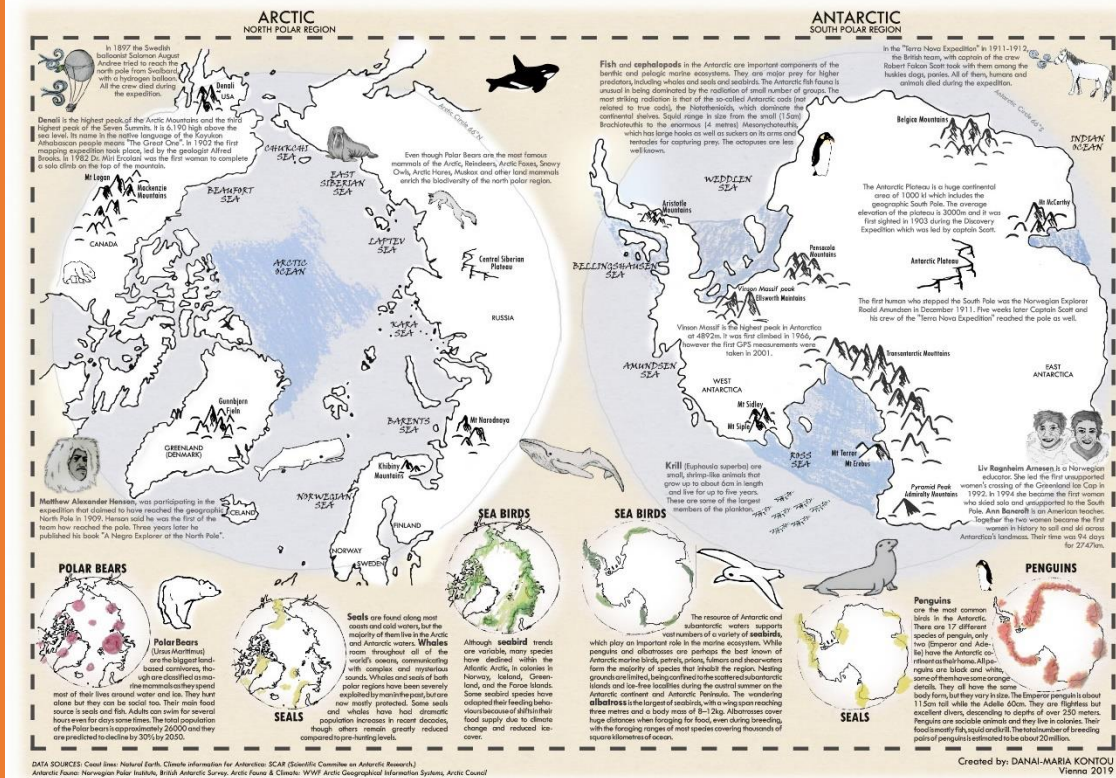 ARCTIC
NORTH POLAR REGION
ANTARCTIC
SOUTH POLAR REGION
In 1897 the Swedish
balloonist Salomon August
Andree tried to reach the
north pole from Svalbard,
with a hydrogen balloon.
All the crew died during
the expedition.
Denali
USA
Denali is the highest peak of the Arctic Mountains and the third
highest peak of the Seven Summits. It is 6.190 high above the
sea level. Its name in the native language of the Koyukon
Athabascan people means "The Great One". In 1902 the first
mapping expedition took place, led by the geologist Alfred
Brooks. In 1982 Dr. Miri Ercolani was the first woman to complete
a solo climb on the top of the mountain.
Arctic Circle 66°N
CHUKCHI
SEA
EAST
SIBERIAN
SEA
BEAUFORT
SEA
Even though Polar Bears are the most famous
mammals of the Arctic, Reindeers, Arctic Foxes, Snowy
Owls, Arctic Hares, Muskox and other land mammals
enrich the biodiversity of the north polar region.
Mt Logan
Mackenzie
Mountains
CANADA
LAPTEV
SEA
ARCTIC
OCEAN
Central Siberian
Plateau
RUSSIA
KARA
SEA
Gunnbjorn
Fjeln
GREENLAND
(DENMARK)
BARENTS
SEA
Mt Narodnaya
Khibiny
Mountains
NORWEGIAN
SEA
ICELAND
FINLAND
NORWAY
SWEDEN
Matthew Alexander Henson, was participating in the
expedition that claimed to have reached the geographic
North Pole in 1909. Henson said he was the first of the
team how reached the pole. Three years later he
published his book "A Negro Explorer at the North Pole".
Fish and cephalopods in the Antarctic are important components of the
benthic and pelagic marine ecosystems. They are major prey for higher
predators, including whales and seals and seabirds. The Antarctic fish fauna is
unusual in being dominated by the radiation of small number of groups. The
most striking radiation is that of the so-called Antarctic cods (not
related to true cods), the Notothenioids, which dominate the
continental shelves. Squid range in size from the small (15cm)
Brachioteuthis to the enormous (4 metres) Mesonychoteuthis,
which has large hooks as well as suckers on its arms and
tentacles for capturing prey. The octopuses are less
well known.
In the "Terra Nova Expedition" in 1911-1912,
the British team, with captain of the crew
Robert Falcan Scott took with them among the
huskies dogs, ponies. All of them, humans and
animals died during the expedition.
Antarctic Circle 66°S
INDIAN
OCEAN
Belgica Mountains
WEDDLEN
SEA
Aristotle
Mountains
The Antarctic Plateau is a huge continental
area of 1000 kl which includes the
geographic South Pole. The average
elevation of the plateau is 3000m and it was
first sighted in 1903 during the Discovery
Expedition which was led by captain Scott.
Mt McCarthy
BELLINGSHAUSEN
SEA
Pensacola
Mountains
Antarctic Plateau
Vinson Massif peak
Ellsworth Mointains
The first human who stepped the South Pole was the Norwegian Explorer
Roald Amundsen in December 1911. Five weeks later Captain Scott and
his crew of the "Terra Nova Expedition" reached the pole as well.
Vinson Massif is the highest peak in Antarctica
at 4892m. It was first climbed in 1966,
however the first GPS measurements were
taken in 2001.
AMUNDSEN
SEA
Transantarctic Mounttains
WEST
ANTARCTICA
EAST
ANTARCTICA
Mt Sidley
Mt Siple
ROSS
SEA
Mt Terror
Mt Erebus
Pyramid Peak
Admiralty Mountains
Krill (Euphausia superba) are
small, shrimp-like animals that
grow up to about 6cm in length
and live for up to five years.
These are some of the largest
members of the plankton.
Liv Ragnheim Arnesen is a Norwegian
educator. She led the first unsupported
women's crossing of the Greenland Ice Cap in
1992. In 1994 she became the first woman
who skied solo and unsupported to the South
Pole. Ann Bancroft is an American teacher.
Together the two women became the first
women in history to sail and ski across
Antarctica's landmass. Their time was 94 days
for 2747km.
POLAR BEARS
Polar Bears
(Ursus Maritimus)
are the biggest land-
based carnivores, tho-
ugh are classified as ma-
rine mammals as they spend
most of their lives around water and ice. They hunt
alone but they can be social too. Their main food
source is seals and fish. Adults can swim for several
hours even for days some times. The total population
of the Polar Bears is approximately 26000 and they
are predicted to decline by 30% by 2050.
SEALS
Seals are found along most
coasts and cold waters, but the
majority of them live in the Arctic
and Antarctic waters. Whales
roam throughout all of the
world's oceans, communicating
with complex and mysterious
sounds. Whales and seals of both
polar regions have been severely
exploited by man in the past, but are
now mostly protected. Some seals
and whales have had dramatic
population increases in recent decades,
though others remain greatly reduced
compared to pre-hunting levels.
SEA BIRDS
Although seabird trends
are variable, many species
have declined within the
Atlantic Arctic, in colonies in
Norway, Iceland, Green-
land, and the Faroe Islands.
Some seabird species have
adapted their feeding beha-
viours because of shifts in their
food supply due to climate
change and reduced ice-
cover.
SEA BIRDS
The resource of Antarctic and
subantarctic waters supports
vast numbers of a variety of seabirds,
which play an important role in the marine ecosystem. While
penguins and albatrosses are perhaps the best known of
Antarctic marine birds, petrels, prions, fulmars and shearwaters
form the majority of species that inhabit the region. Nesting
grounds are limited, being confined to the scattered subantarctic
islands and ice-free localities during the austral summer on the
Antarctic continent and Antarctic Peninsula. The wandering
albatross is the largest of seabirds, with a wing span reaching
three metres and a body mass of 8–12kg. Albatrosses cover
huge distances when foraging for food, even during breeding,
with the foraging ranges of most species covering thousands of
square kilometres of ocean.
SEALS
PENGUINS
Penguins
are the most common
birds in the Antarctic.
There are 17 different
species of penguin, only
two (Emperor and Ade-
lie) have the Antarctic co-
ntinent as their home. All pe-
nguins are black and white,
some of them have some orange
details. They all have the same
body form, but they vary in size. The Emperor penguin is about
115cm tall while the Adelie 60cm. They are flightless but
excellent divers, descending to depths of over 250 meters.
Penguins are sociable animals and they live in colonies. Their
food is mostly fish, squid and krill. The total number of breeding
pairs of penguins is estimated to be about 20 million.
DATA SOURCES: Coast lines: Natural Earth. Climate information for Antarctica: SCAR (Scientific Commitee on Antarctic Research.)
Antarctic Fauna: Norwegian Polar Institute, British Antarctic Survey. Arctic Fauna & Climate: WWF Arctic Geographical Information Systems, Arctic Council
Created by: DANAI-MARIA KONTOU
Vienna 2019